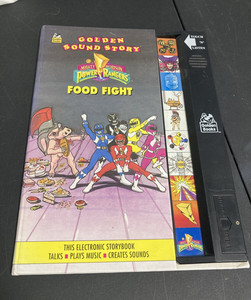 GOLDEN
SOUND STORY
MIGHTY MORPHIN
POWER RANGERS
FOOD FIGHT
THIS ELECTRONIC STORYBOOK
TALKS ■ PLAYS MUSIC ■ CREATES SOUNDS
Golden
Books